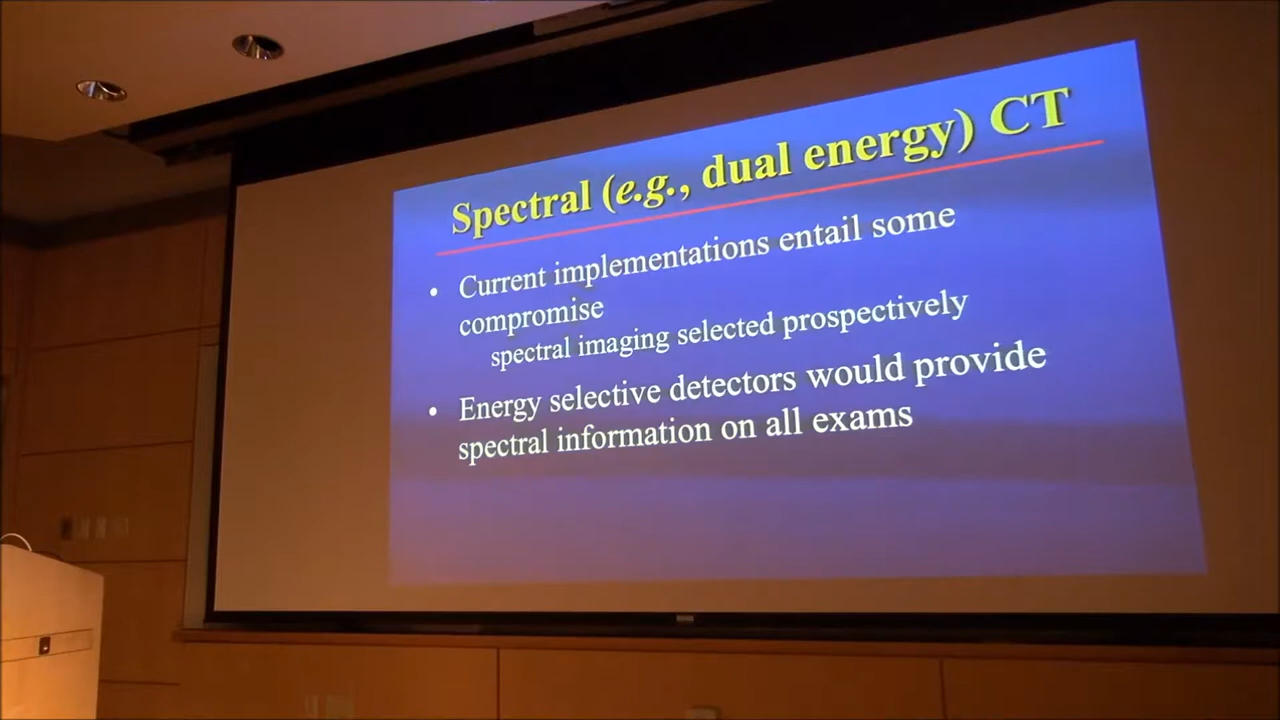 Spectral (e.g., dual energy) CT
• Current implementations entail some
compromise
spectral imaging selected prospectively
• Energy selective detectors would provide
spectral information on all exams